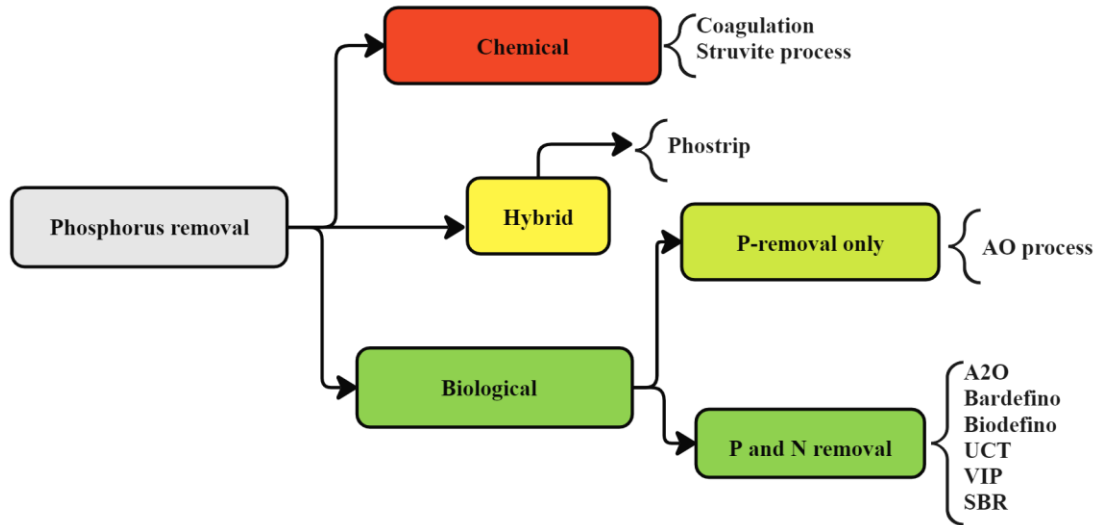 Chemical
Coagulation
Struvite process
Phostrip
Phosphorus removal
Hybrid
P-removal only
AO process
Biological
A2O
Bardefino
Biodefino
UCT
VIP
SBR
P and N removal